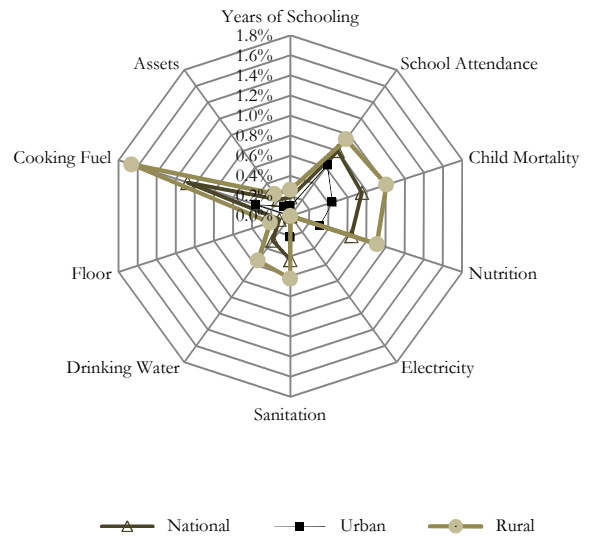 Years of Schooling
1.8%
1.6%
1.4%
1.2%
1.0%
0.8%
0.6%
0.4%
0.2%
0.0%
School Attendance
Child Mortality
Nutrition
Electricity
Sanitation
Drinking Water
Floor
Cooking Fuel
Assets
National
Urban
Rural